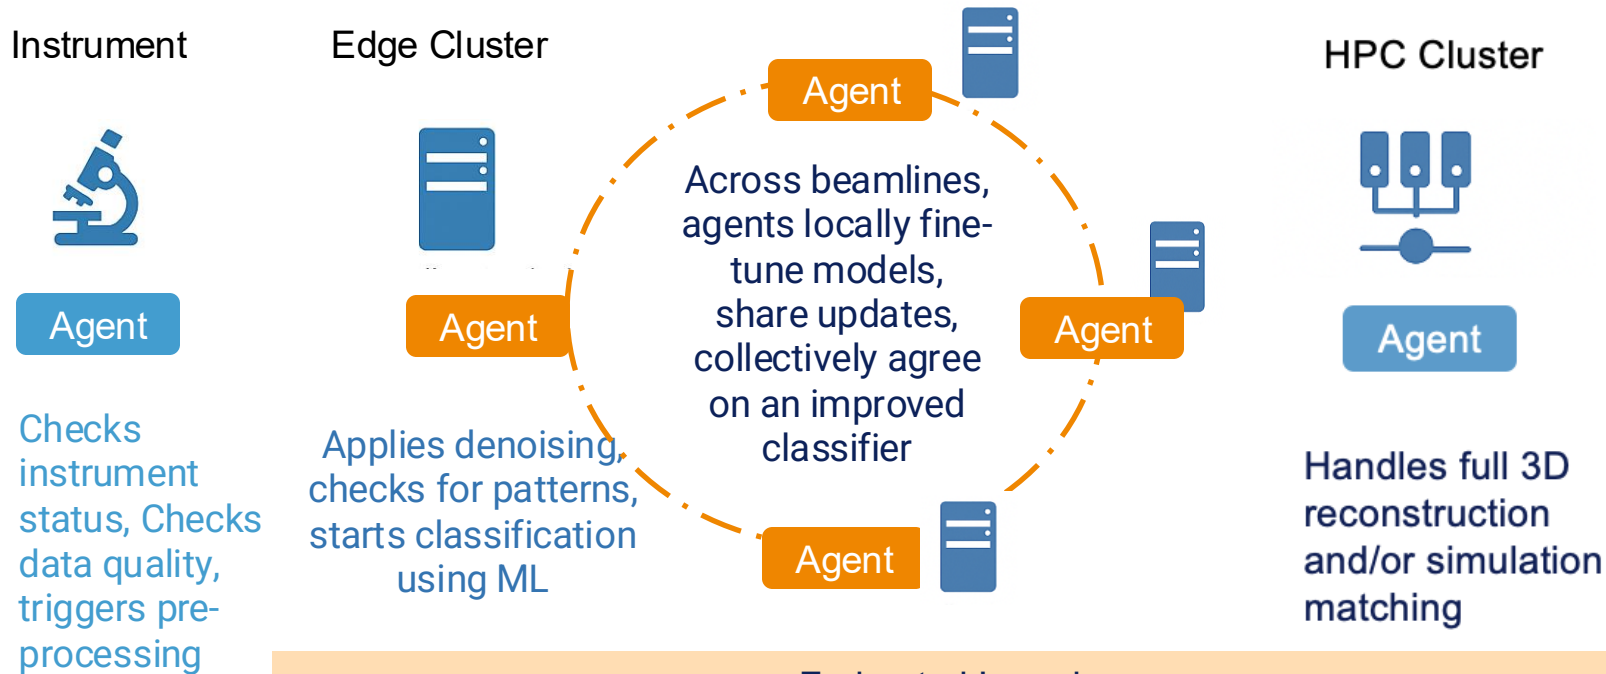 Instrument
Edge Cluster
HPC Cluster
Agent
Across beamlines,
agents locally fine-
tune models,
share updates,
collectively agree
on an improved
classifier
Agent
Agent
Agent
Agent
Agent
Checks
instrument
status, Checks
data quality,
triggers pre-
processing
Applies denoising,
checks for patterns,
starts classification
using ML
Handles full 3D
reconstruction
and/or simulation
matching